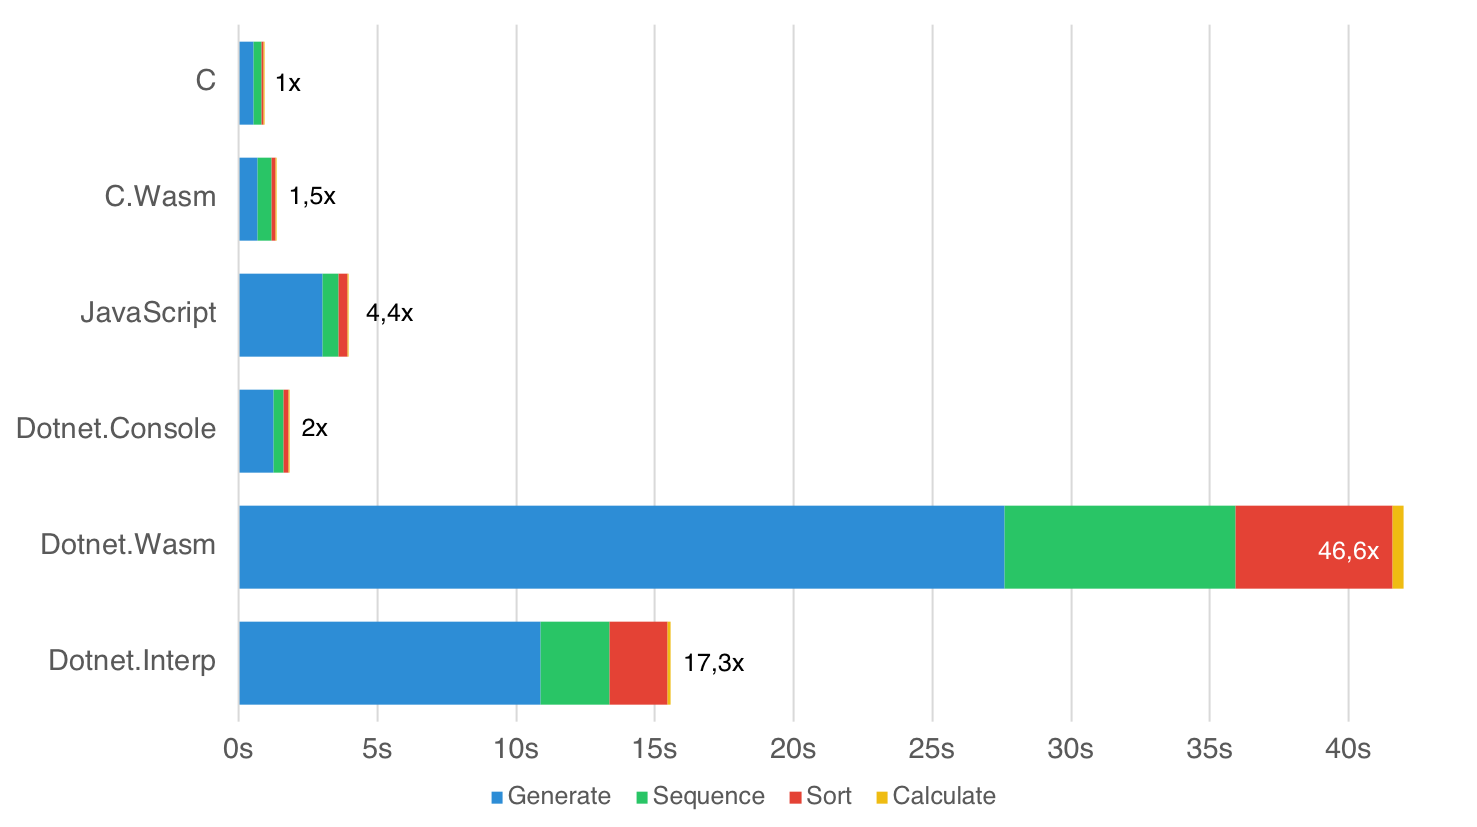 C
1x
C.Wasm
1,5x
JavaScript
4,4x
Dotnet.Console
2x
Dotnet.Wasm
46,6x
Dotnet.Interp
17,3x
0s 5s 10s 15s 20s 25s 30s 35s 40s
Generate Sequence Sort Calculate